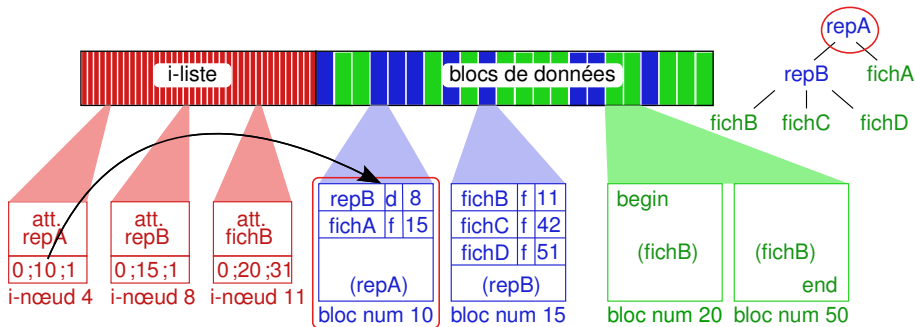 i-liste
blocs de données
repA
repB
fichA
fichB
fichC
fichD
att.
repA
0 ;10 ;1
i-nœud 4
att.
repB
0 ;15 ;1
i-nœud 8
att.
fichB
0 ;20 ;31
i-nœud 11
repB d 8
fichA f 15
(repA)
bloc num 10
fichB f 11
fichC f 42
fichD f 51
(repB)
bloc num 15
begin
(fichB)
bloc num 20
(fichB)
end
bloc num 50